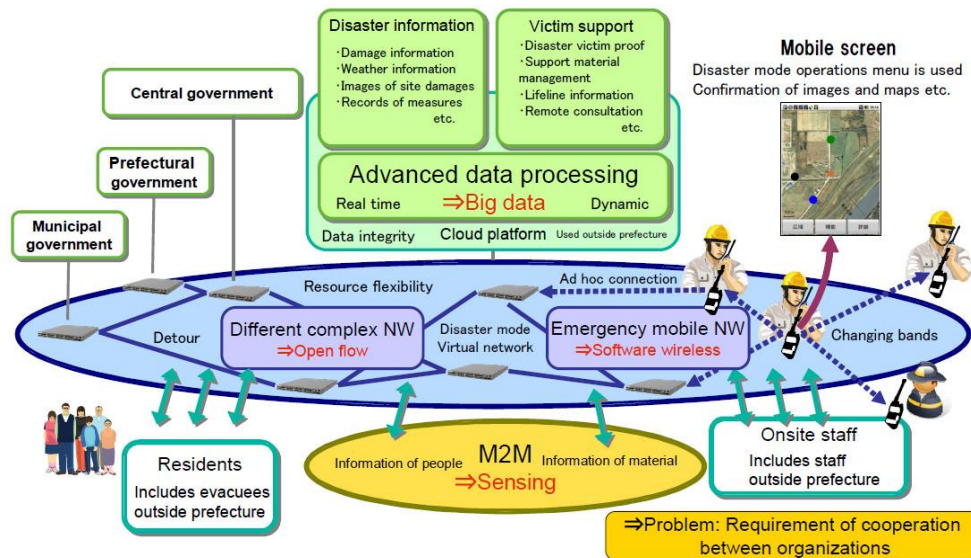 Disaster information
・Damage information
・Weather information
・Images of site damages
・Records of measures
etc.
Victim support
・Disaster victim proof
・Support material
management
・Lifeline information
・Remote consultation
etc.
Mobile screen
Disaster mode operations menu is used
Confirmation of images and maps etc.
Central government
Prefectural
government
Municipal
government
Advanced data processing
Real time
⇒Big data
Dynamic
Data integrity
Cloud platform
Used outside prefecture
Resource flexibility
Ad hoc connection
Detour
Different complex NW
⇒Open flow
Disaster mode
Virtual network
Emergency mobile NW
⇒Software wireless
Changing bands
Residents
Includes evacuees
outside prefecture
Information of people
M2M
Information of material
⇒Sensing
Onsite staff
Includes staff
outside prefecture
⇒Problem: Requirement of cooperation
between organizations